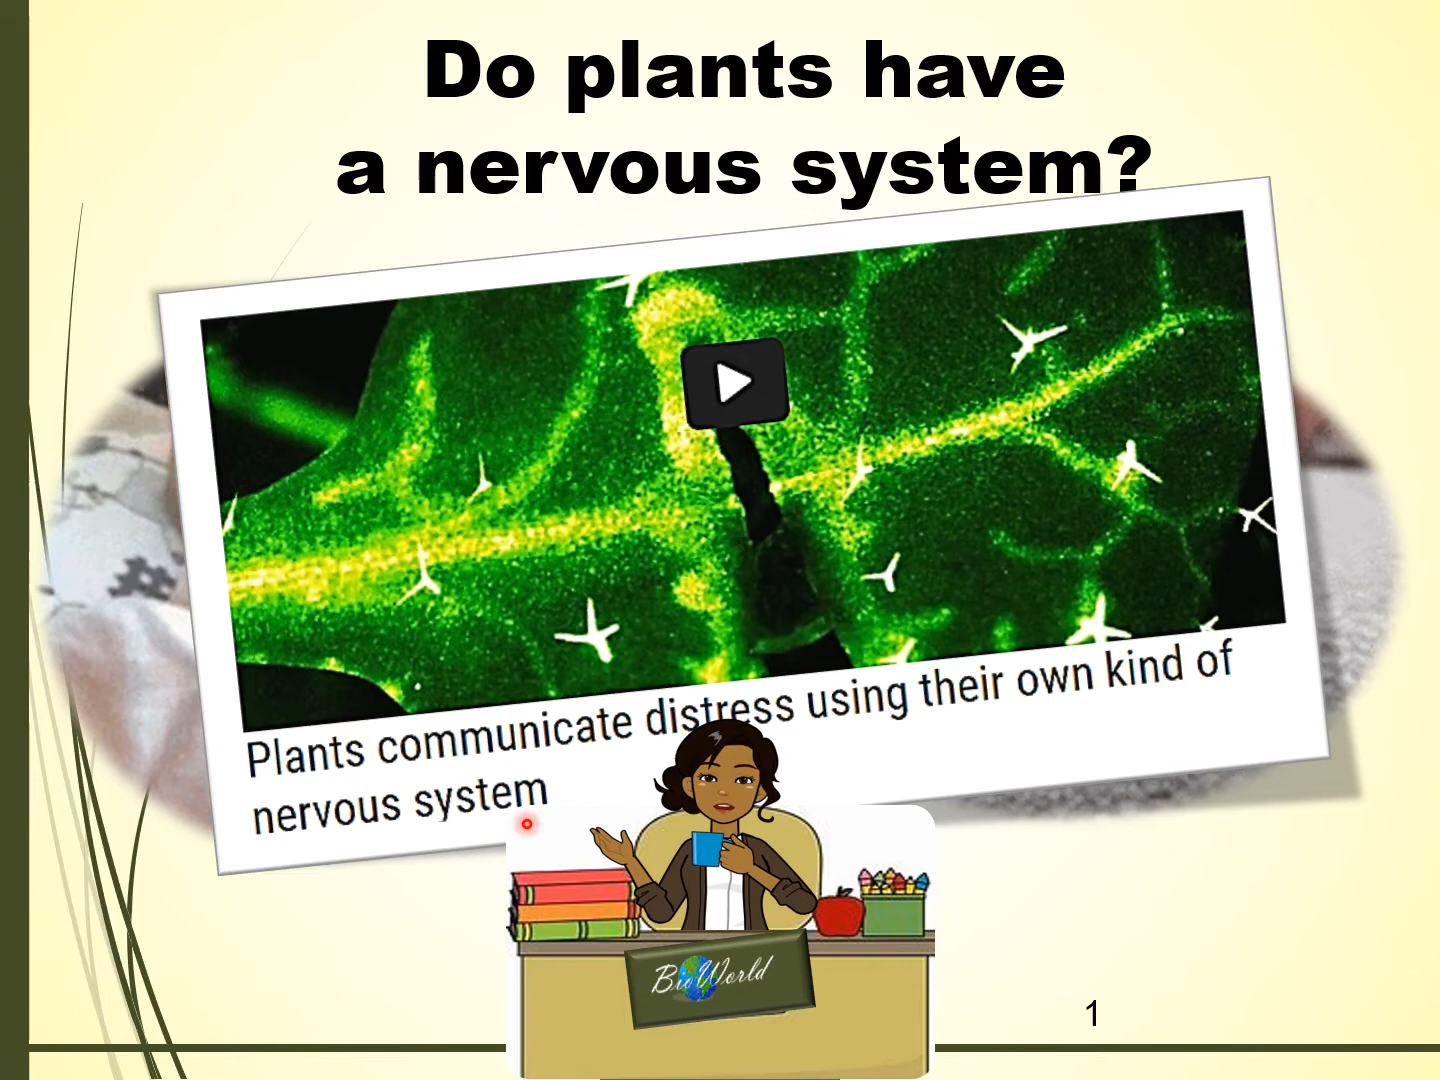 Do plants have
a nervous system?
Plants communicate distress using their own kind of
nervous system
BioWorld
1